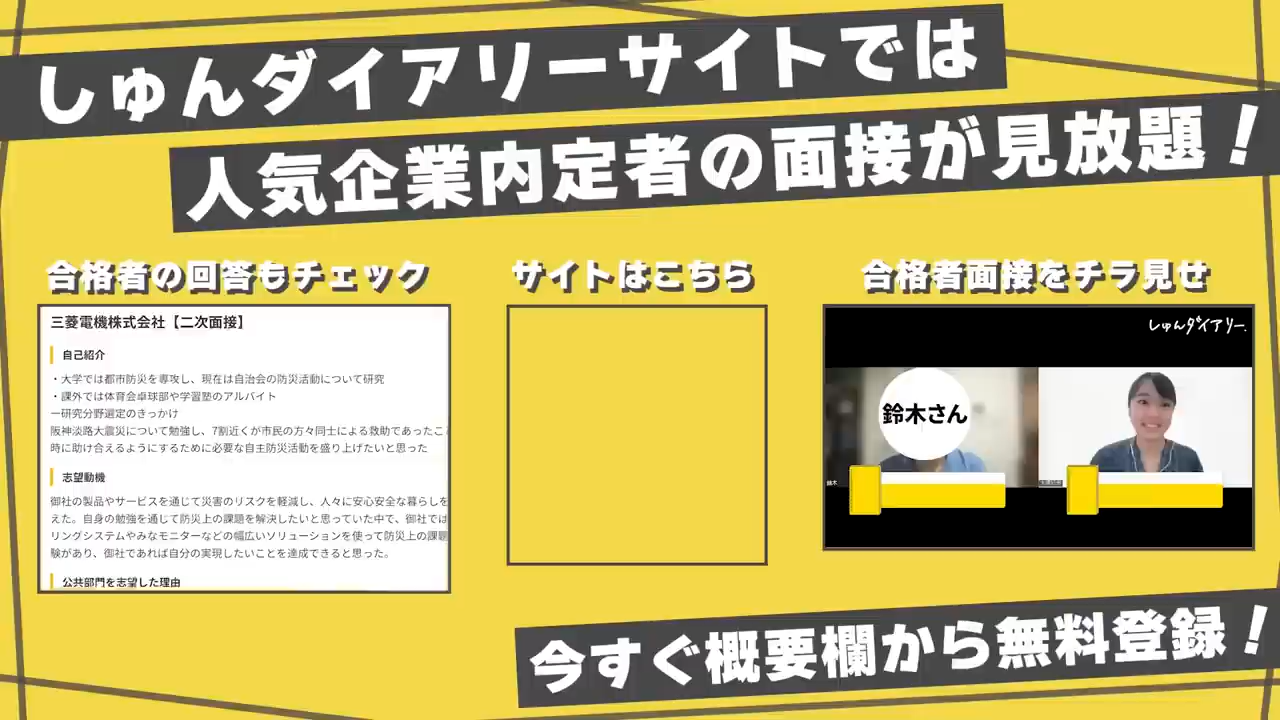 しゅんダイアリーサイトでは
人気企業内定者の面接が見放題！
合格者の回答もチェック
三菱電機株式会社【二次面接】
自己紹介
・大学では都市防災を専攻し、現在は自治会の防災活動について研究
・課外では体育会卓球部や学習塾のアルバイト
ー研究分野選定のきっかけ
阪神淡路大震災について勉強し、7割近くが市民の方々同士による救助であったこ
時に助け合えるようにするために必要な自主防災活動を盛り上げたいと思った
志望動機
御社の製品やサービスを通じて災害のリスクを軽減し、人々に安心安全な暮らしを
えた。自身の勉強を通じて防災上の課題を解決したいと思っていた中で、御社では
リングシステムやみなモニターなどの幅広いソリューションを使って防災上の課題
験があり、御社であれば自分の実現したいことを達成できると思った。
公共部門を志望した理由
サイトはこちら
合格者面接をチラ見せ
しゅんダイアリー.
鈴木さん
鈴木
今すぐ概要欄から無料登録！